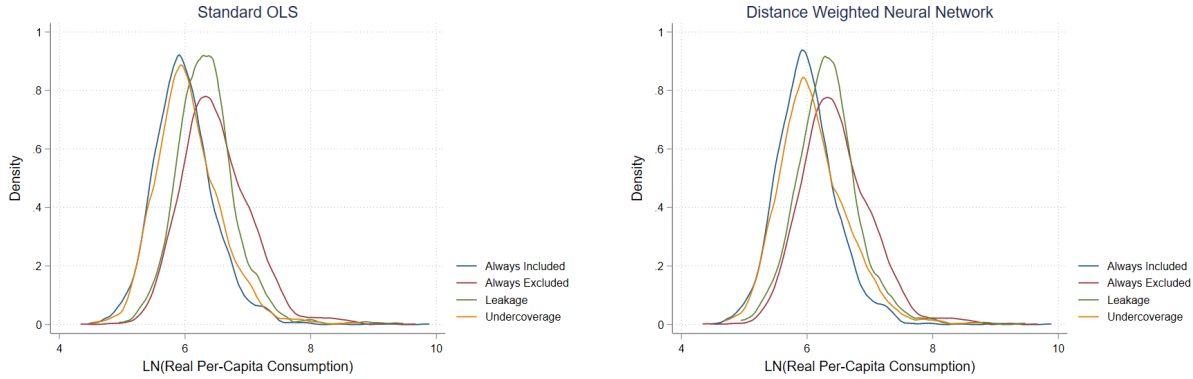 Standard OLS
1
.8
.6
.4
.2
0
Density
4
6
8
10
LN(Real Per-Capita Consumption)
Always Included
Always Excluded
Leakage
Undercoverage
Distance Weighted Neural Network
1
.8
.6
.4
.2
0
Density
4
6
8
10
LN(Real Per-Capita Consumption)
Always Included
Always Excluded
Leakage
Undercoverage